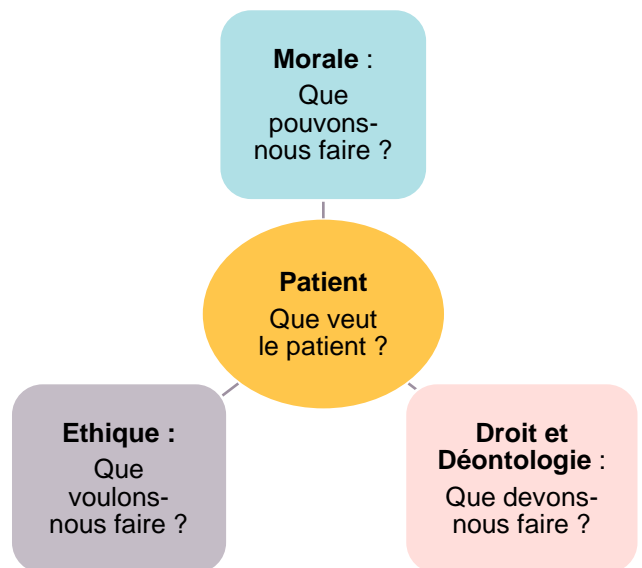 Morale :
Que
pouvons-
nous faire ?
Patient
Que veut
le patient ?
Ethique :
Que
voulons-
nous faire ?
Droit et
Déontologie :
Que devons-
nous faire ?